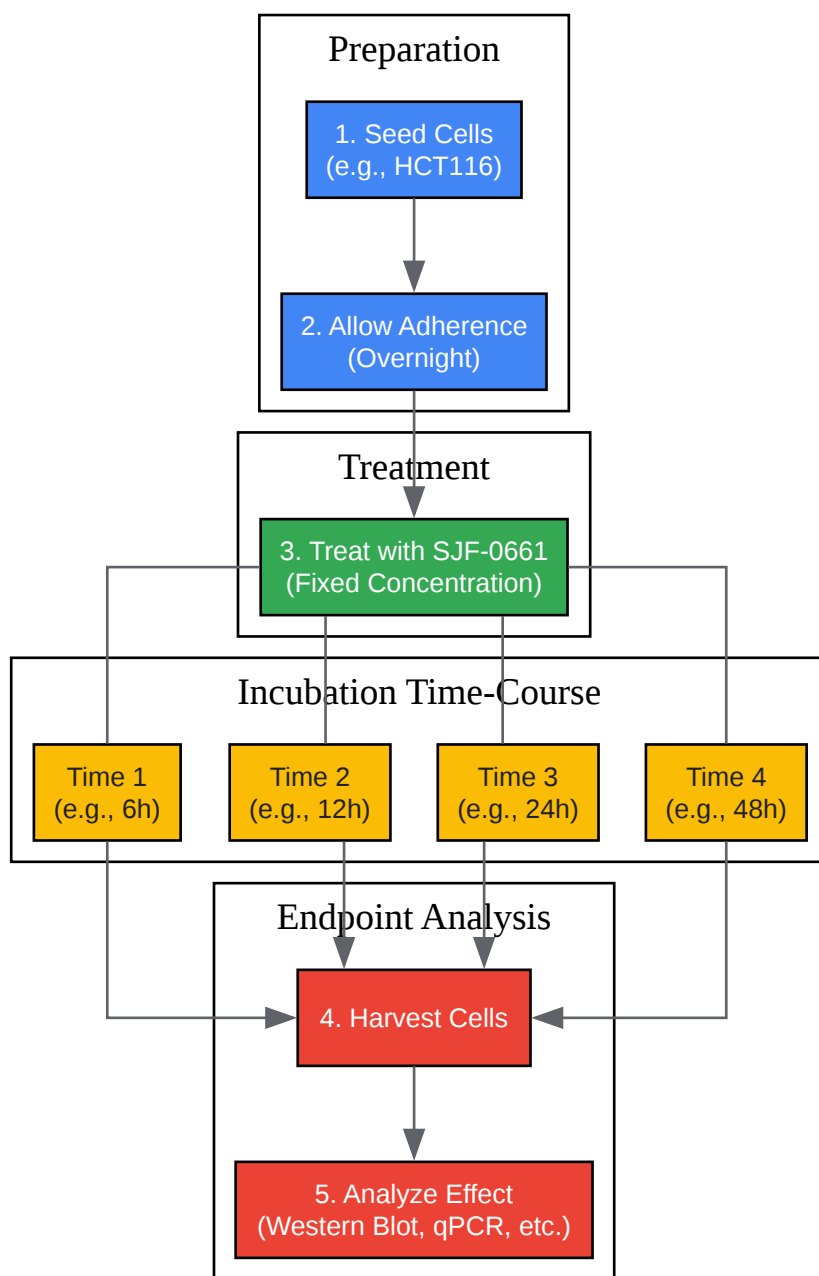 Preparation
1. Seed Cells
(e.g., HCT116)
2. Allow Adherence
(Overnight)
Treatment
3. Treat with SJF-0661
(Fixed Concentration)
Incubation Time-Course
Time 1
(e.g., 6h)
Time 2
(e.g., 12h)
Time 3
(e.g., 24h)
Time 4
(e.g., 48h)
Endpoint Analysis
4. Harvest Cells
5. Analyze Effect
(Western Blot, qPCR, etc.)